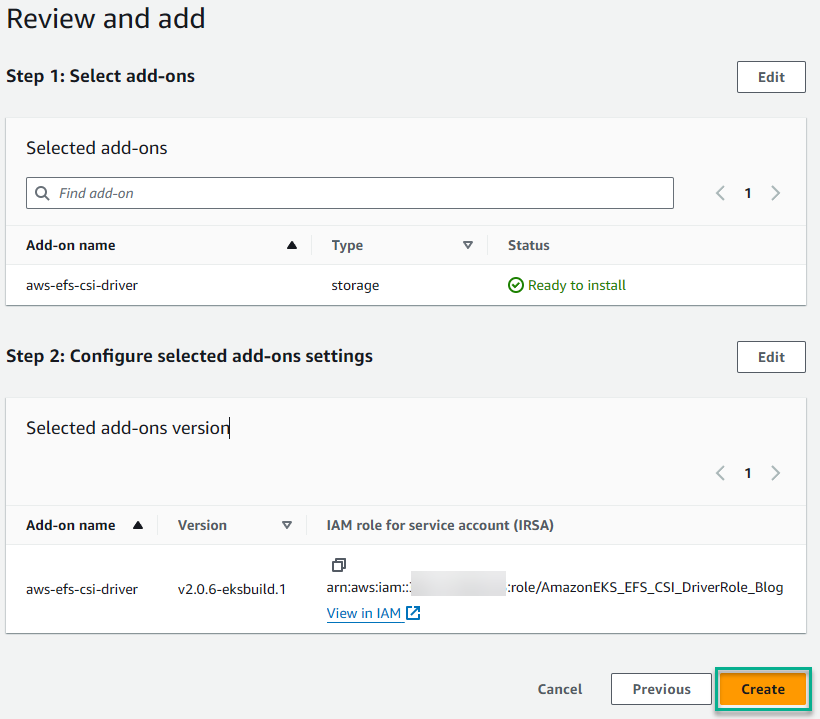 Review and add
Step 1: Select add-ons
Edit
Selected add-ons
Find add-on
1
Add-on name Type Status
aws-efs-csi-driver storage Ready to install
Step 2: Configure selected add-ons settings
Edit
Selected add-ons version
1
Add-on name Version IAM role for service account (IRSA)
aws-efs-csi-driver v2.0.6-eksbuild.1 arn:aws:iam:: :role/AmazonEKS_EFS_CSI_DriverRole_Blog
View in IAM
Cancel Previous Create